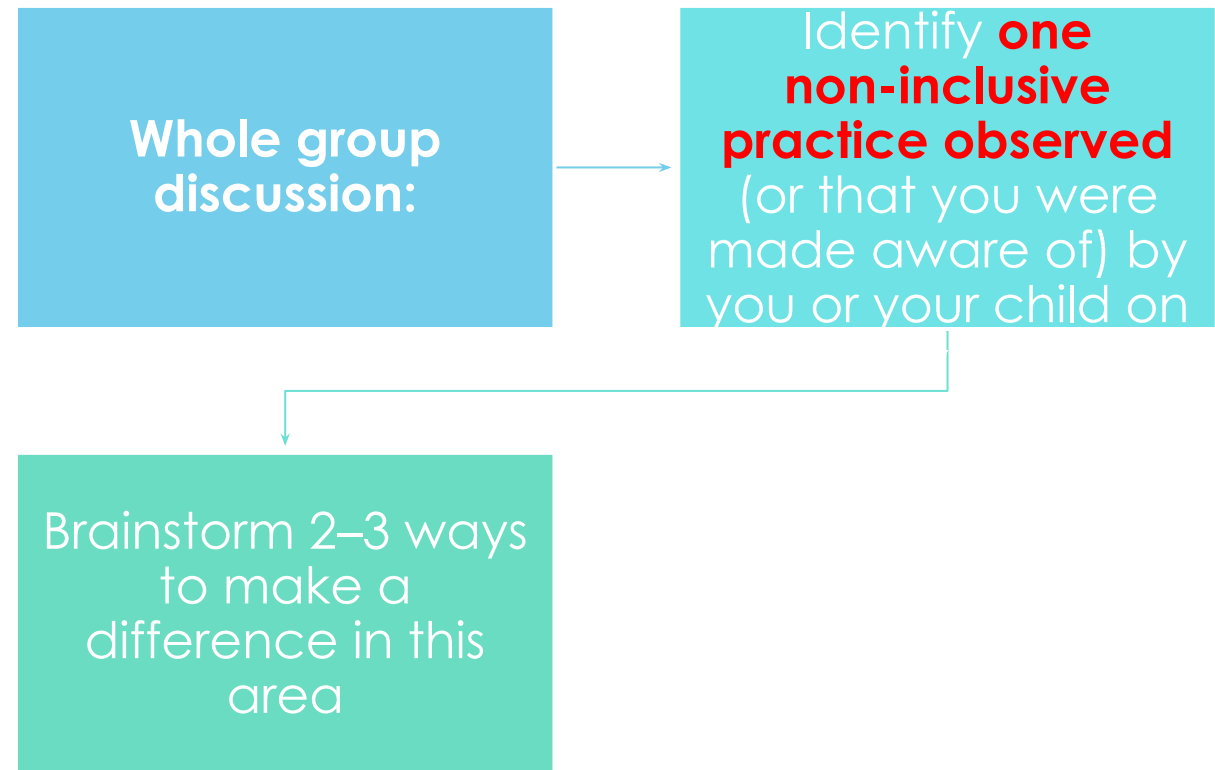 Whole group
discussion:
Identify one
non-inclusive
practice observed
(or that you were
made aware of) by
you or your child on
Brainstorm 2–3 ways
to make a
difference in this
area